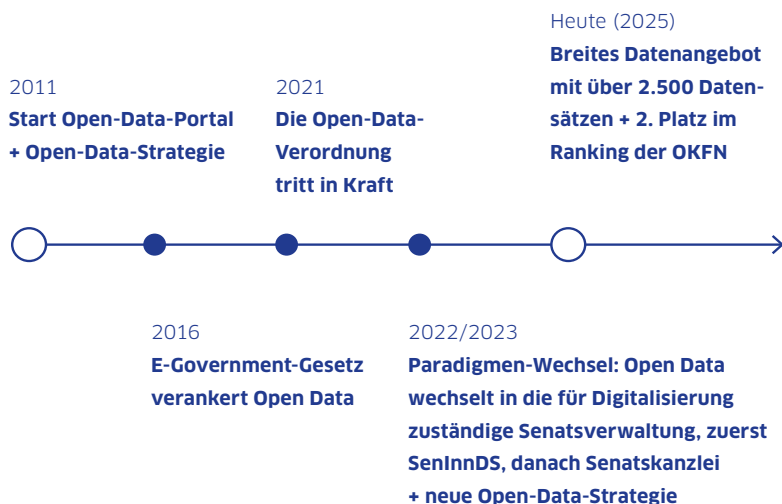 2011
Start Open-Data-Portal
+ Open-Data-Strategie
2016
E-Government-Gesetz
verankert Open Data
2021
Die Open-Data-
Verordnung
tritt in Kraft
2022/2023
Paradigmen-Wechsel: Open Data
wechselt in die für Digitalisierung
zuständige Senatsverwaltung, zuerst
SenInnDS, danach Senatskanzlei
+ neue Open-Data-Strategie
Heute (2025)
Breites Datenangebot
mit über 2.500 Daten-
sätzen + 2. Platz im
Ranking der OKFN